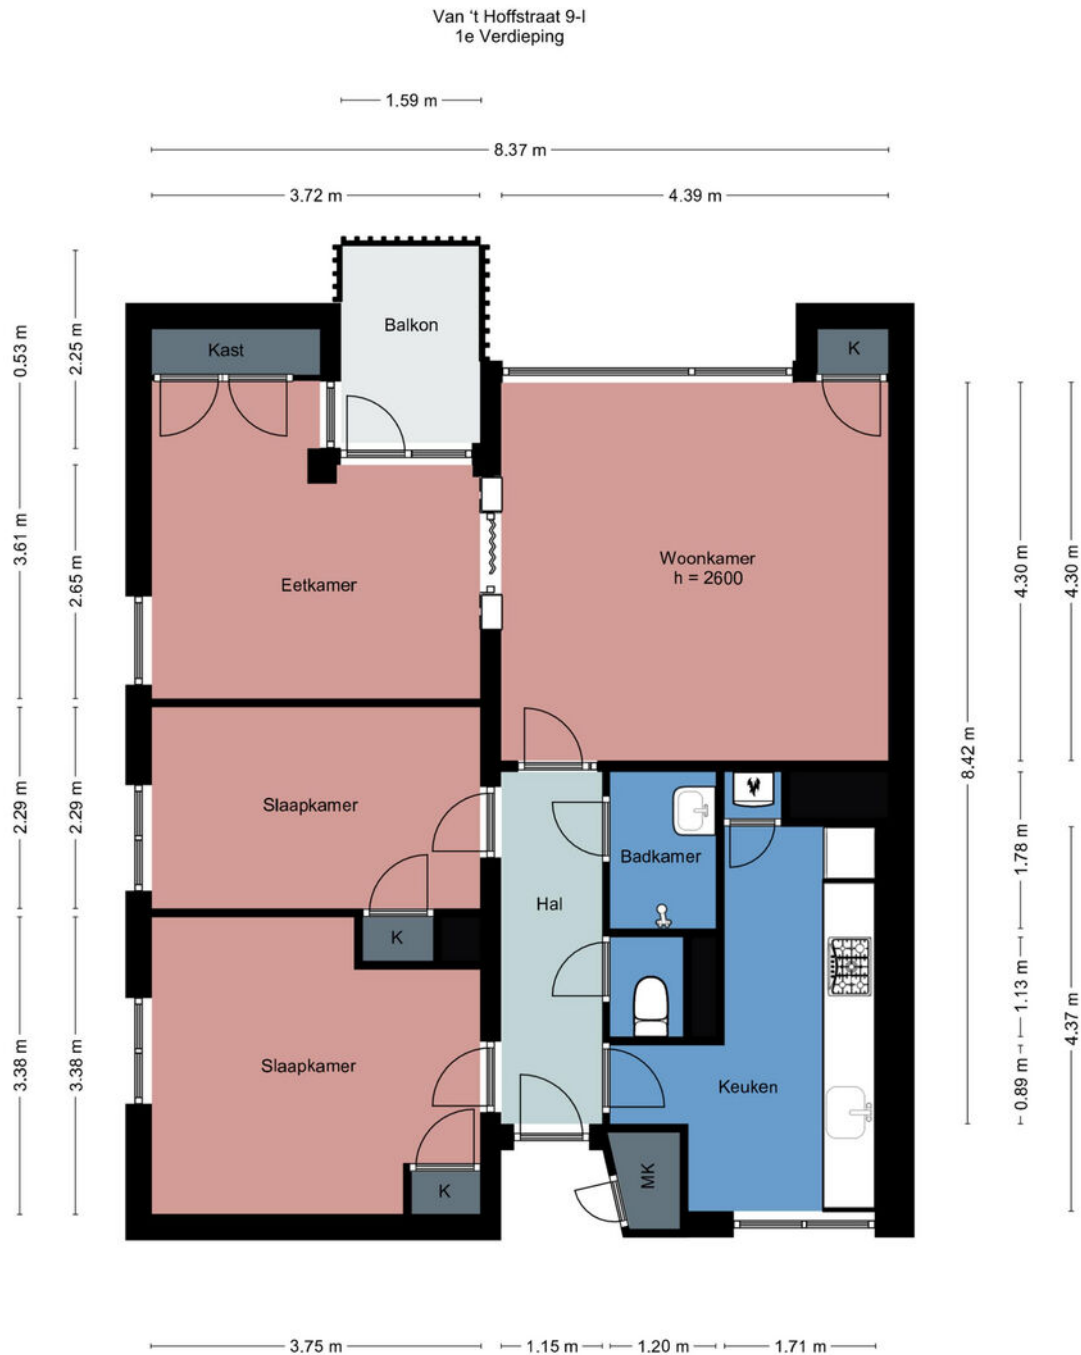 Van ‘t Hoffstraat 9-I
1e Verdieping
1.59 m
8.37 m
3.72 m
4.39 m
Balkon
Kast
K
0.53 m
2.25 m
3.61 m
2.65 m
Eetkamer
Woonkamer
h = 2600
4.30 m
4.30 m
8.42 m
2.29 m
2.29 m
Slaapkamer
Badkamer
1.78 m
Hal
K
1.13 m
4.37 m
3.38 m
3.38 m
Slaapkamer
Keuken
0.89 m
MK
K
3.75 m
1.15 m
1.20 m
1.71 m